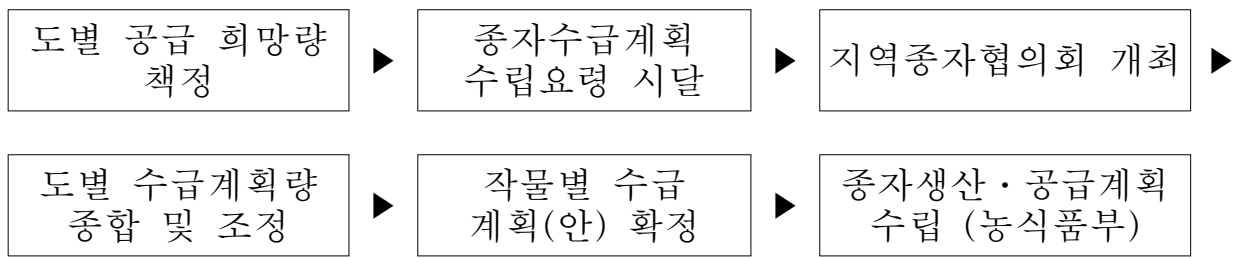 도별 공급 희망량
책정
▶
종자수급계획
수립요령 시달
▶
지역종자협의회 개최
▶
도별 수급계획량
종합 및 조정
▶
작물별 수급
계획(안) 확정
▶
종자생산·공급계획
수립 (농식품부)